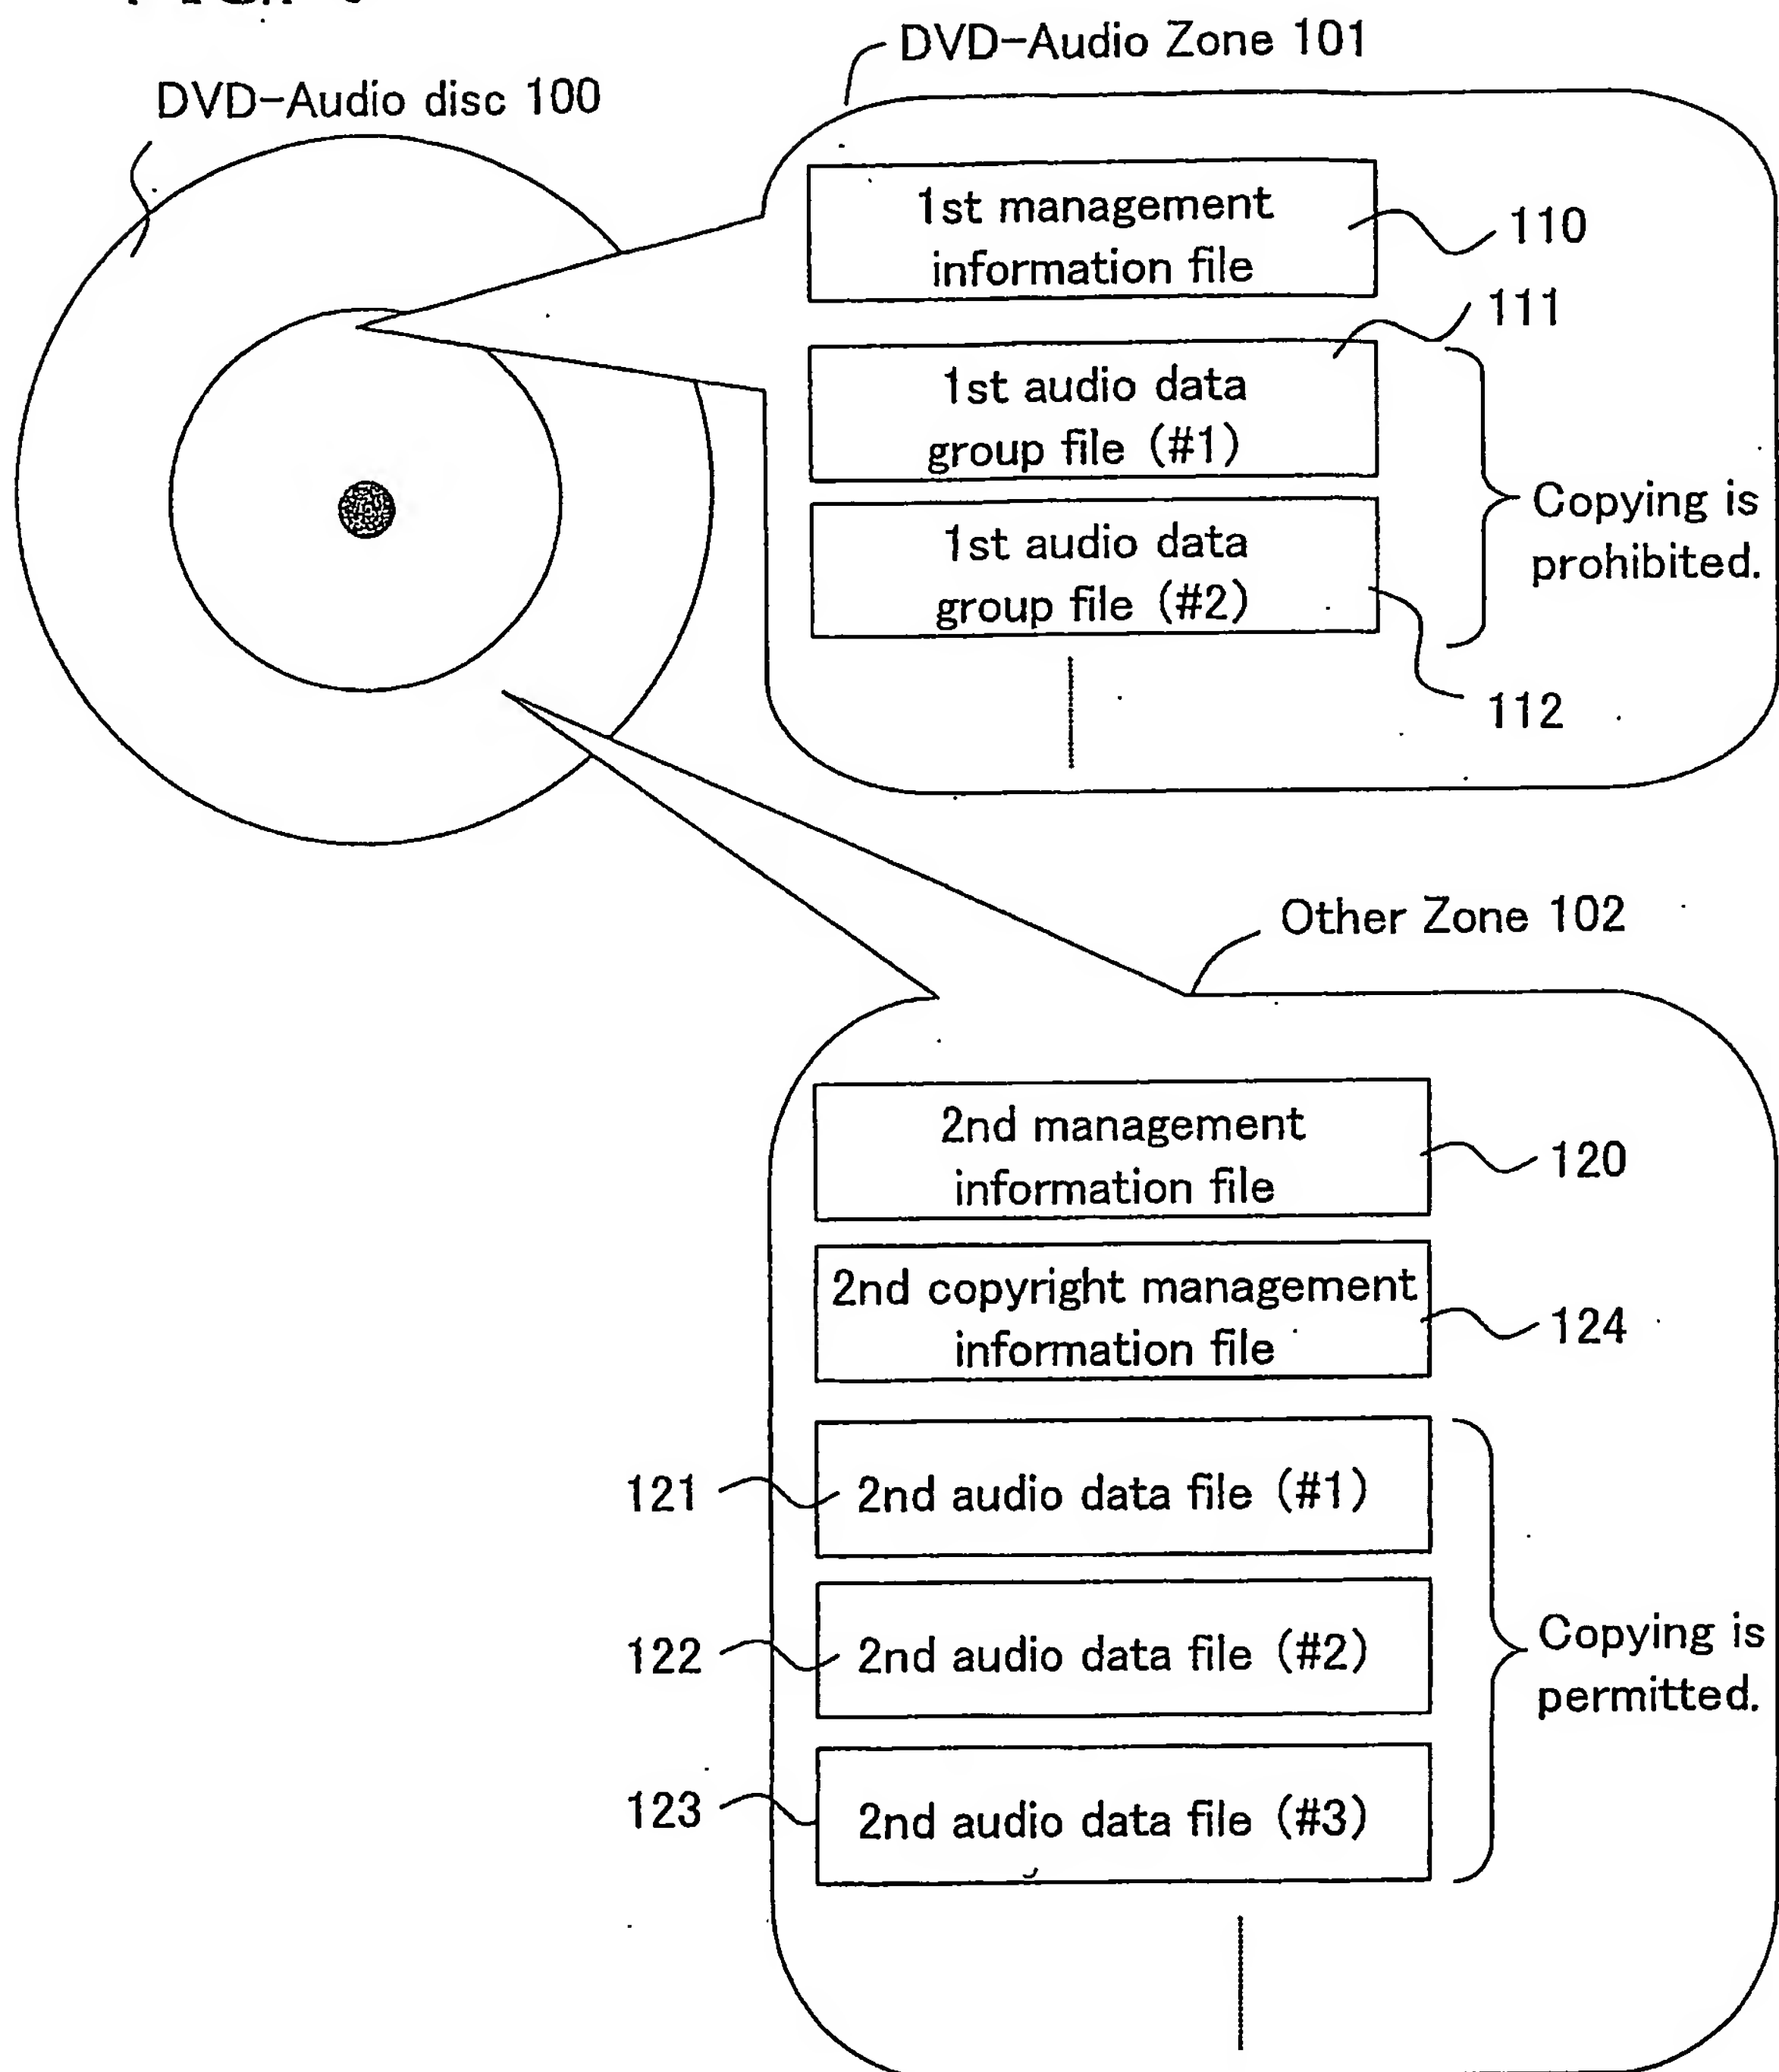 DVD-Audio Zone 101
DVD-Audio disc 100
1st management
information file
110
111
1st audio data
group file (#1)
1st audio data
group file (#2)
Copying is
prohibited.
112
Other Zone 102
2nd management
information file
120
2nd copyright management
information file
124
121
2nd audio data file (#1)
122
2nd audio data file (#2)
Copying is
permitted.
123
2nd audio data file (#3)